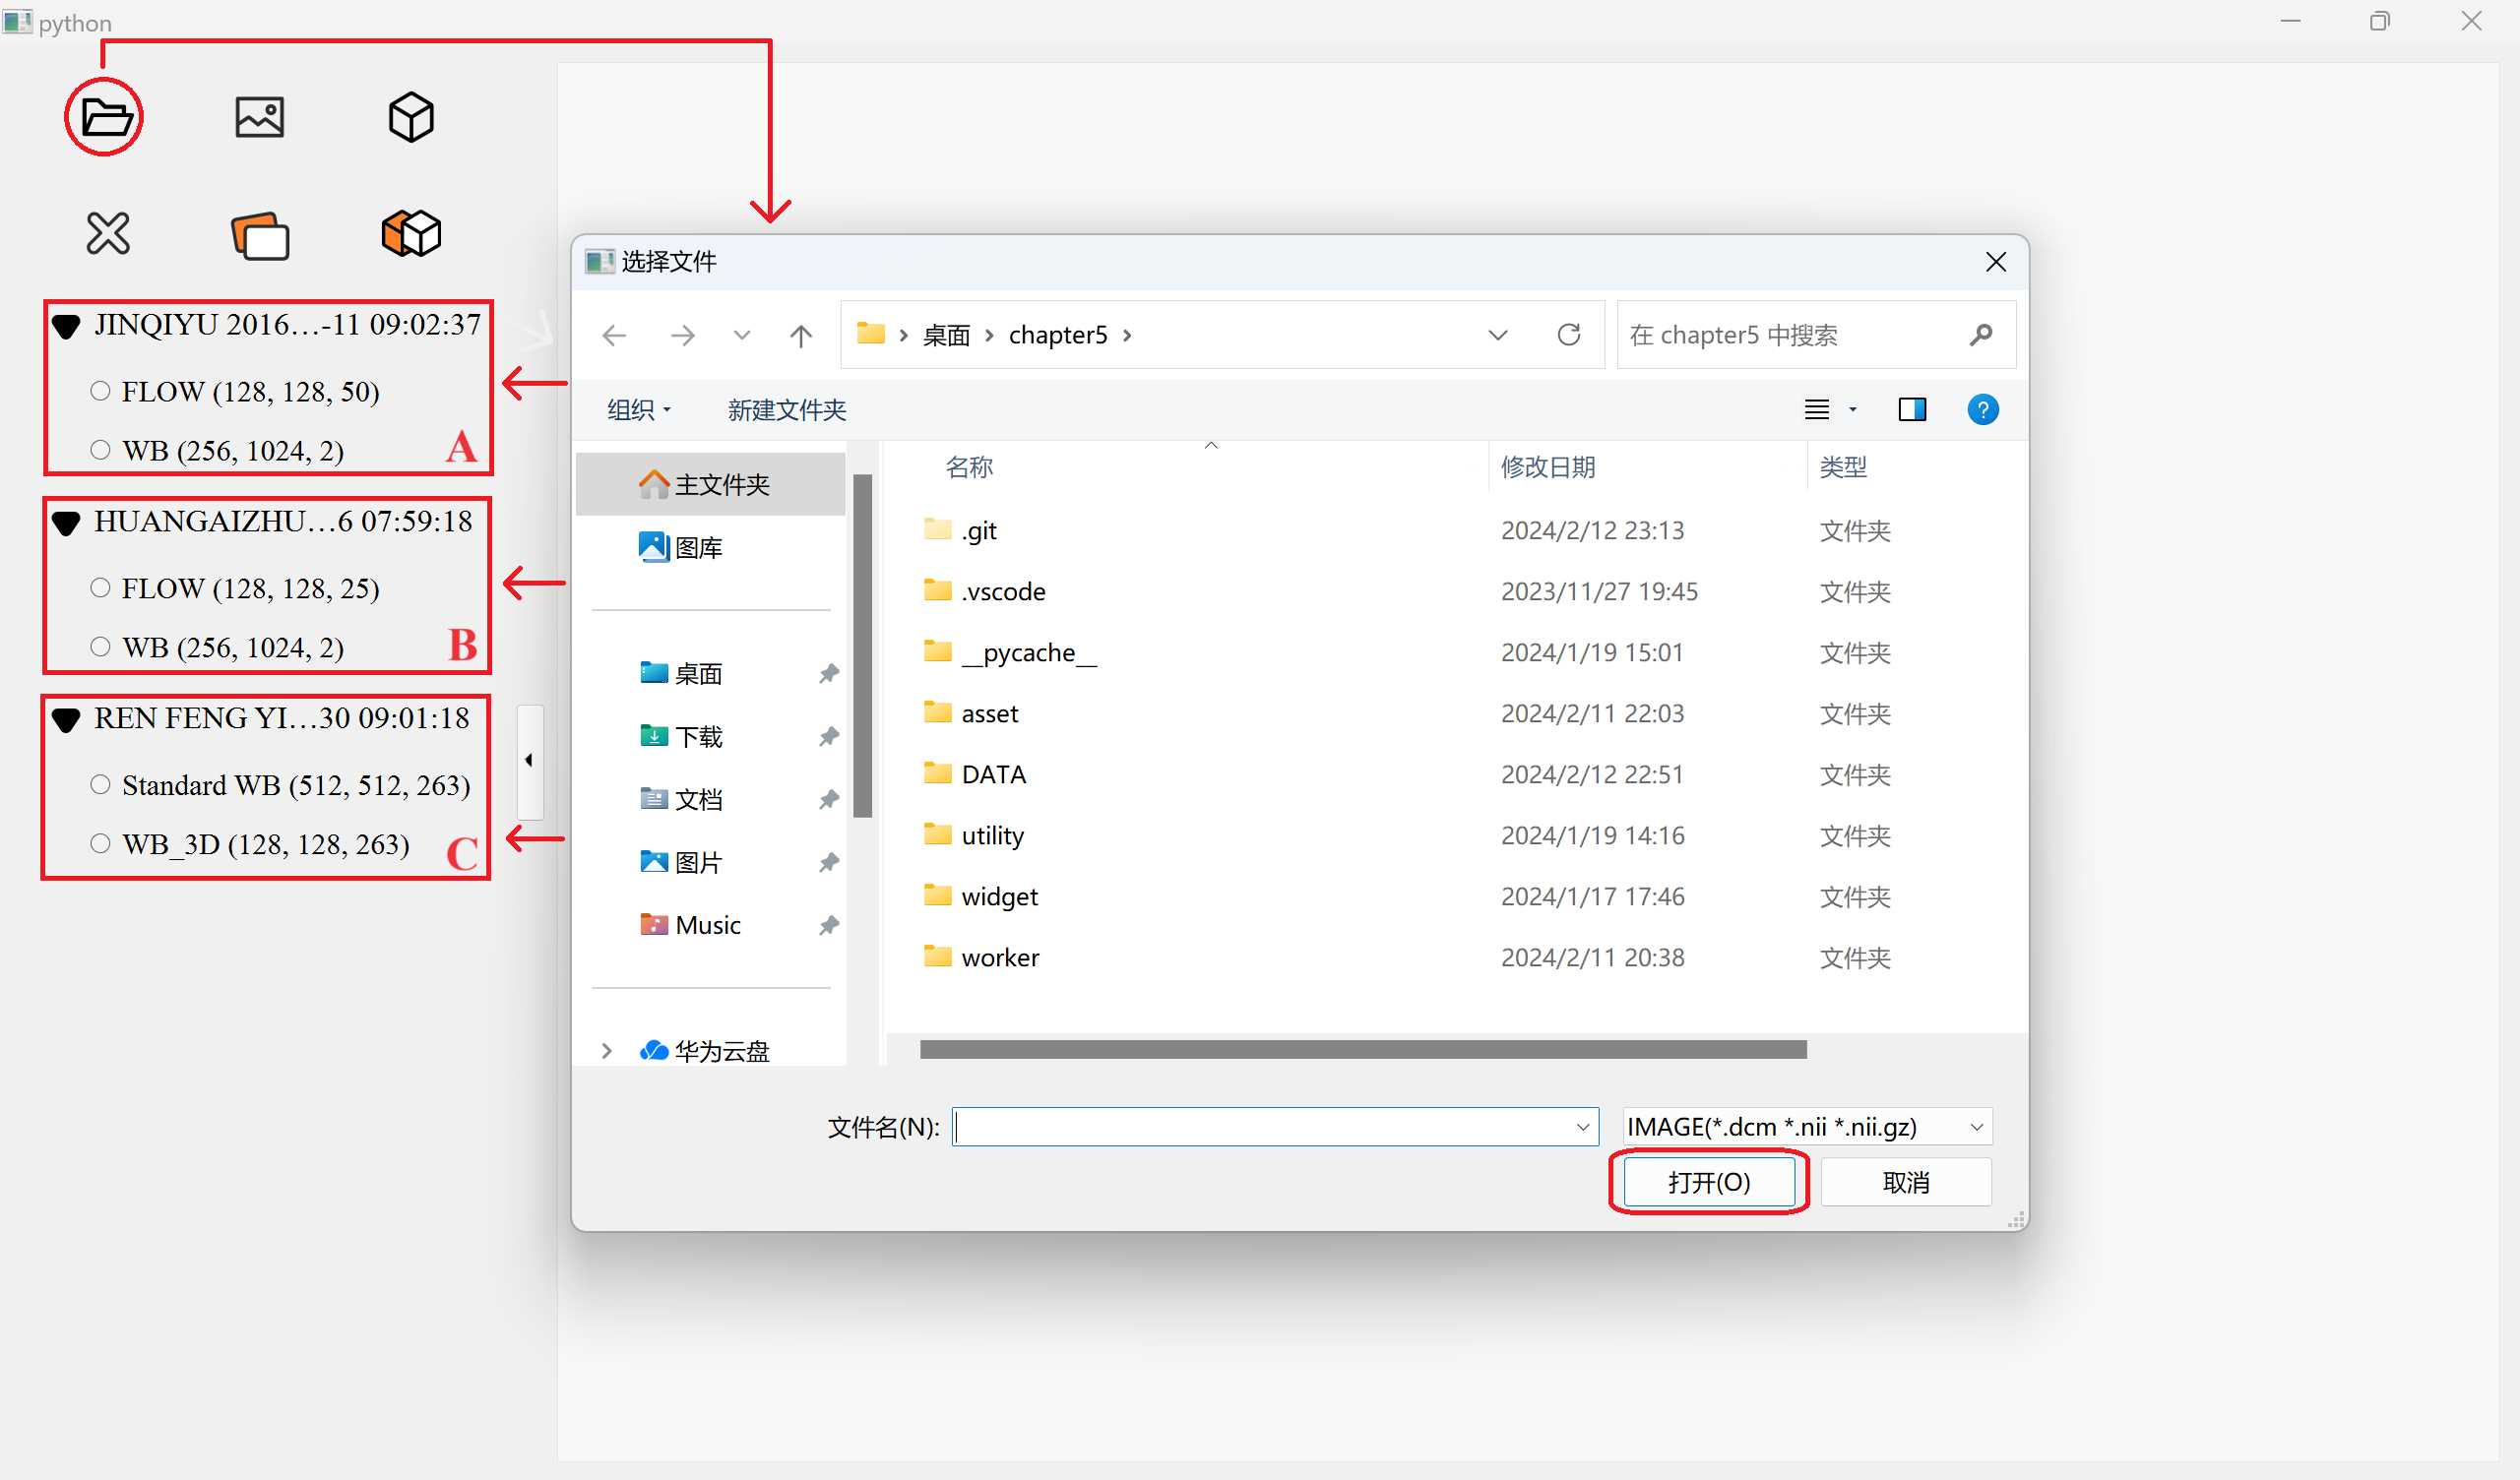 python
JINQIYU 2016…-11 09:02:37
FLOW (128, 128, 50)
WB (256, 1024, 2)
A
HUANGAIZHU…6 07:59:18
FLOW (128, 128, 25)
WB (256, 1024, 2)
B
REN FENG YI…30 09:01:18
Standard WB (512, 512, 263)
WB_3D (128, 128, 263)
C
选择文件
桌面 chapter5
在 chapter5 中搜索
组织 新建文件夹
?
主文件夹
图库
桌面
下载
文档
图片
Music
华为云盘
名称 修改日期 类型
.git 2024/2/12 23:13 文件夹
.vscode 2023/11/27 19:45 文件夹
__pycache__ 2024/1/19 15:01 文件夹
asset 2024/2/11 22:03 文件夹
DATA 2024/2/12 22:51 文件夹
utility 2024/1/19 14:16 文件夹
widget 2024/1/17 17:46 文件夹
worker 2024/2/11 20:38 文件夹
文件名(N): IMAGE(*.dcm *.nii *.nii.gz)
打开(O) 取消